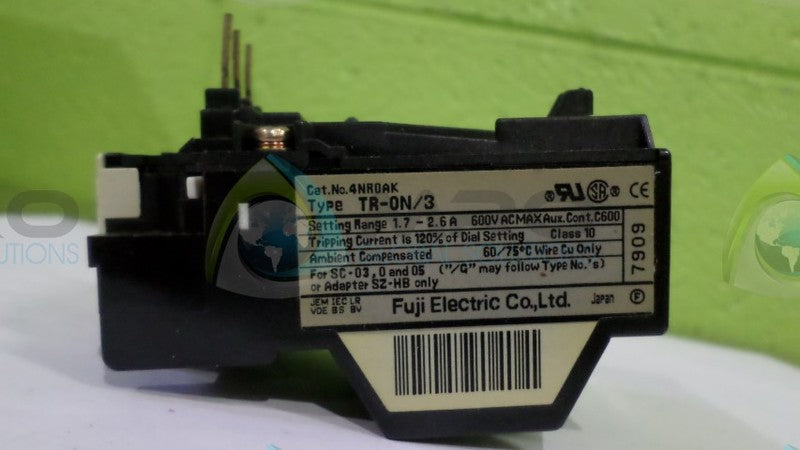 Cat.No.4NR0AK
Type TR-0N/3
Setting Range 1.7 - 2.6 A 600V AC MAX Aux.Cont.C600
Tripping Current is 120% of Dial Setting Class 10
Ambient Compensated 60/75°C Wire Cu Only
For SC-03, 0 and 05 ("/G" may follow Type No.'s)
or Adapter SZ-HB only
JEM IEC LR
VDE BS BV
Fuji Electric Co.,Ltd. Japan F
7909
SOLUTIONS